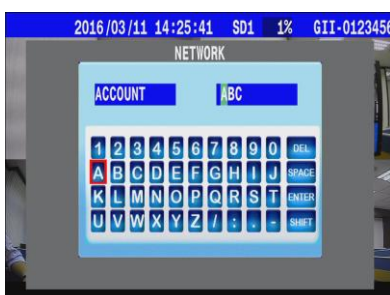 2016/03/11 14:25:41 SD1 1% GII-0123456
NETWORK
ACCOUNT ABC
1 2 3 4 5 6 7 8 9 0 DEL
A B C D E F G H I J SPACE
K L M N O P Q R S T ENTER
U V W X Y Z / : . - SHIFT